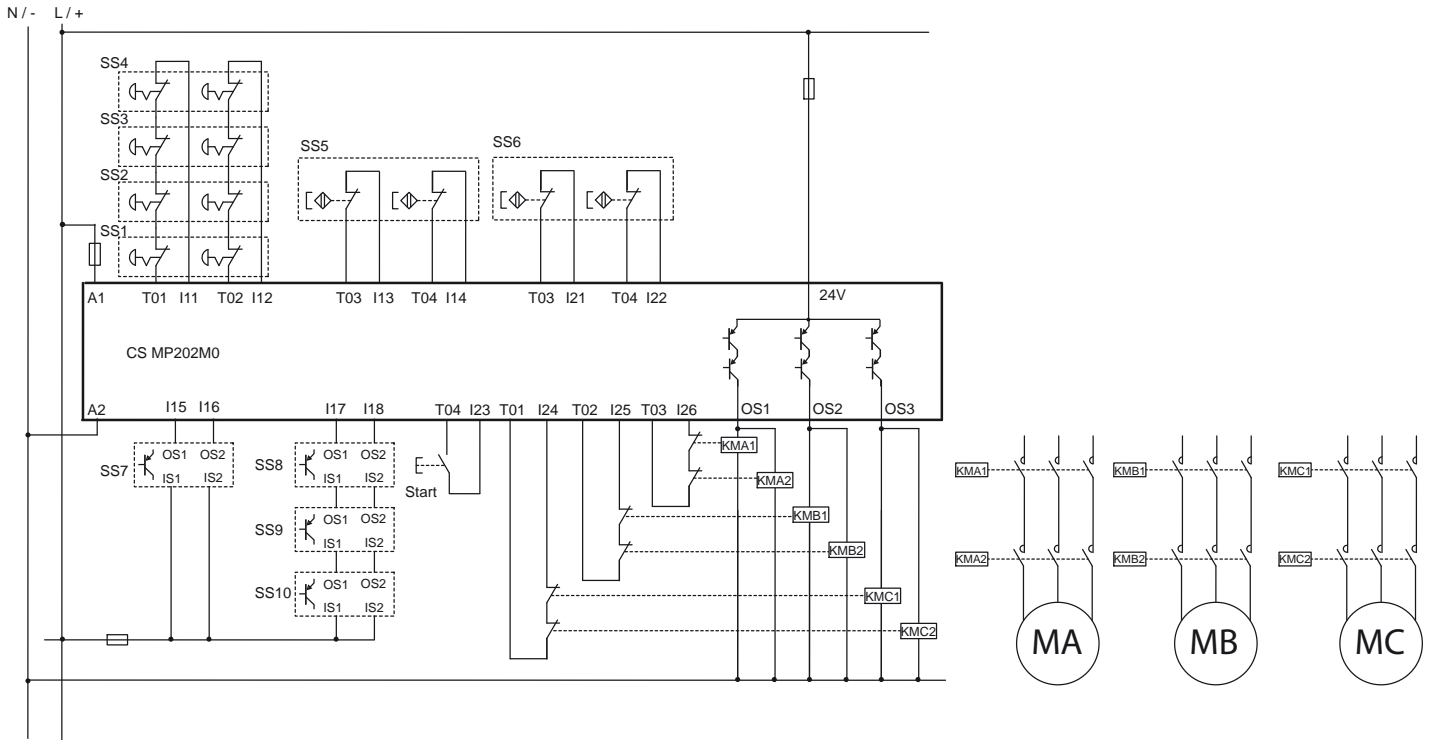 N / - L / +
SS4
SS3
SS5
SS6
SS2
SS1
A1 T01 I11 T02 I12 T03 I13 T04 I14 T03 I21 T04 I22 24V
CS MP202M0
A2 I15 I16 I17 I18 T04 I23 T01 I24 T02 I25 T03 I26 OS1 OS2 OS3
SS7
OS1 OS2
IS1 IS2
SS8
OS1 OS2
IS1 IS2
Start
SS9
OS1 OS2
IS1 IS2
SS10
OS1 OS2
IS1 IS2
KMA1
KMA2
KMB1
KMB2
KMC1
KMC2
KMA1 KMB1 KMC1
KMA2 KMB2 KMC2
MA MB MC